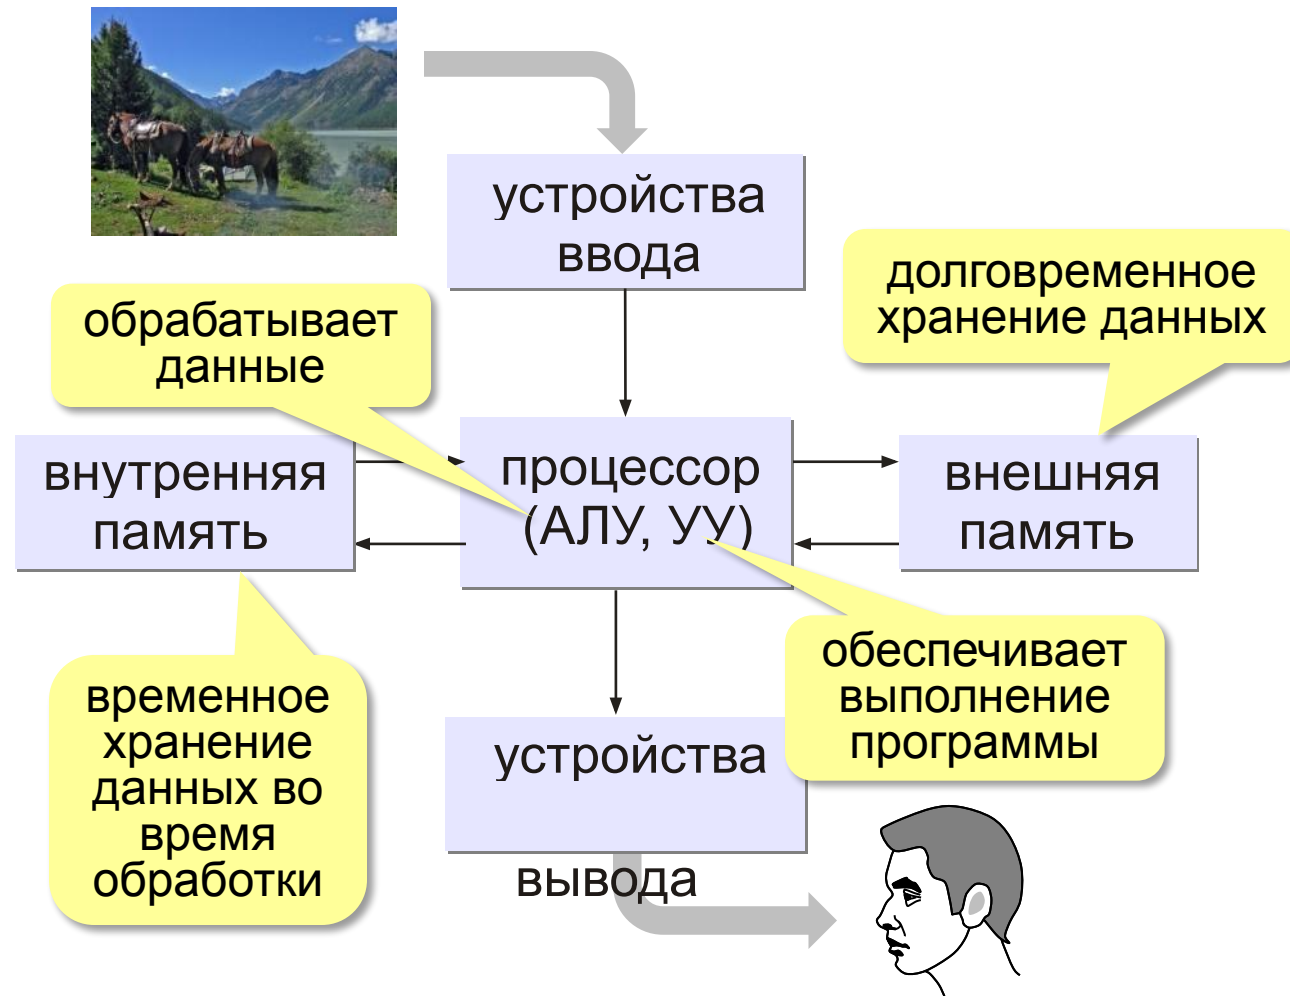 устройства
ввода
долговременное
хранение данных
обрабатывает
данные
внутренняя
память
процессор
(АЛУ, УУ)
внешняя
память
обеспечивает
выполнение
программы
временное
хранение
данных во
время
обработки
устройства
вывода